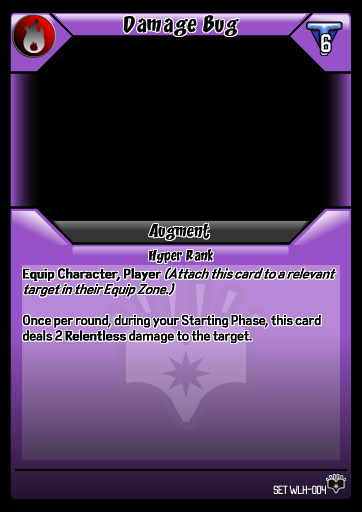 Damage Bug
6
Augment
Hyper Rank
Equip Character, Player (Attach this card to a relevant
target in their Equip Zone.)
Once per round, during your Starting Phase, this card
deals 2 Relentless damage to the target.
SET WLH-004